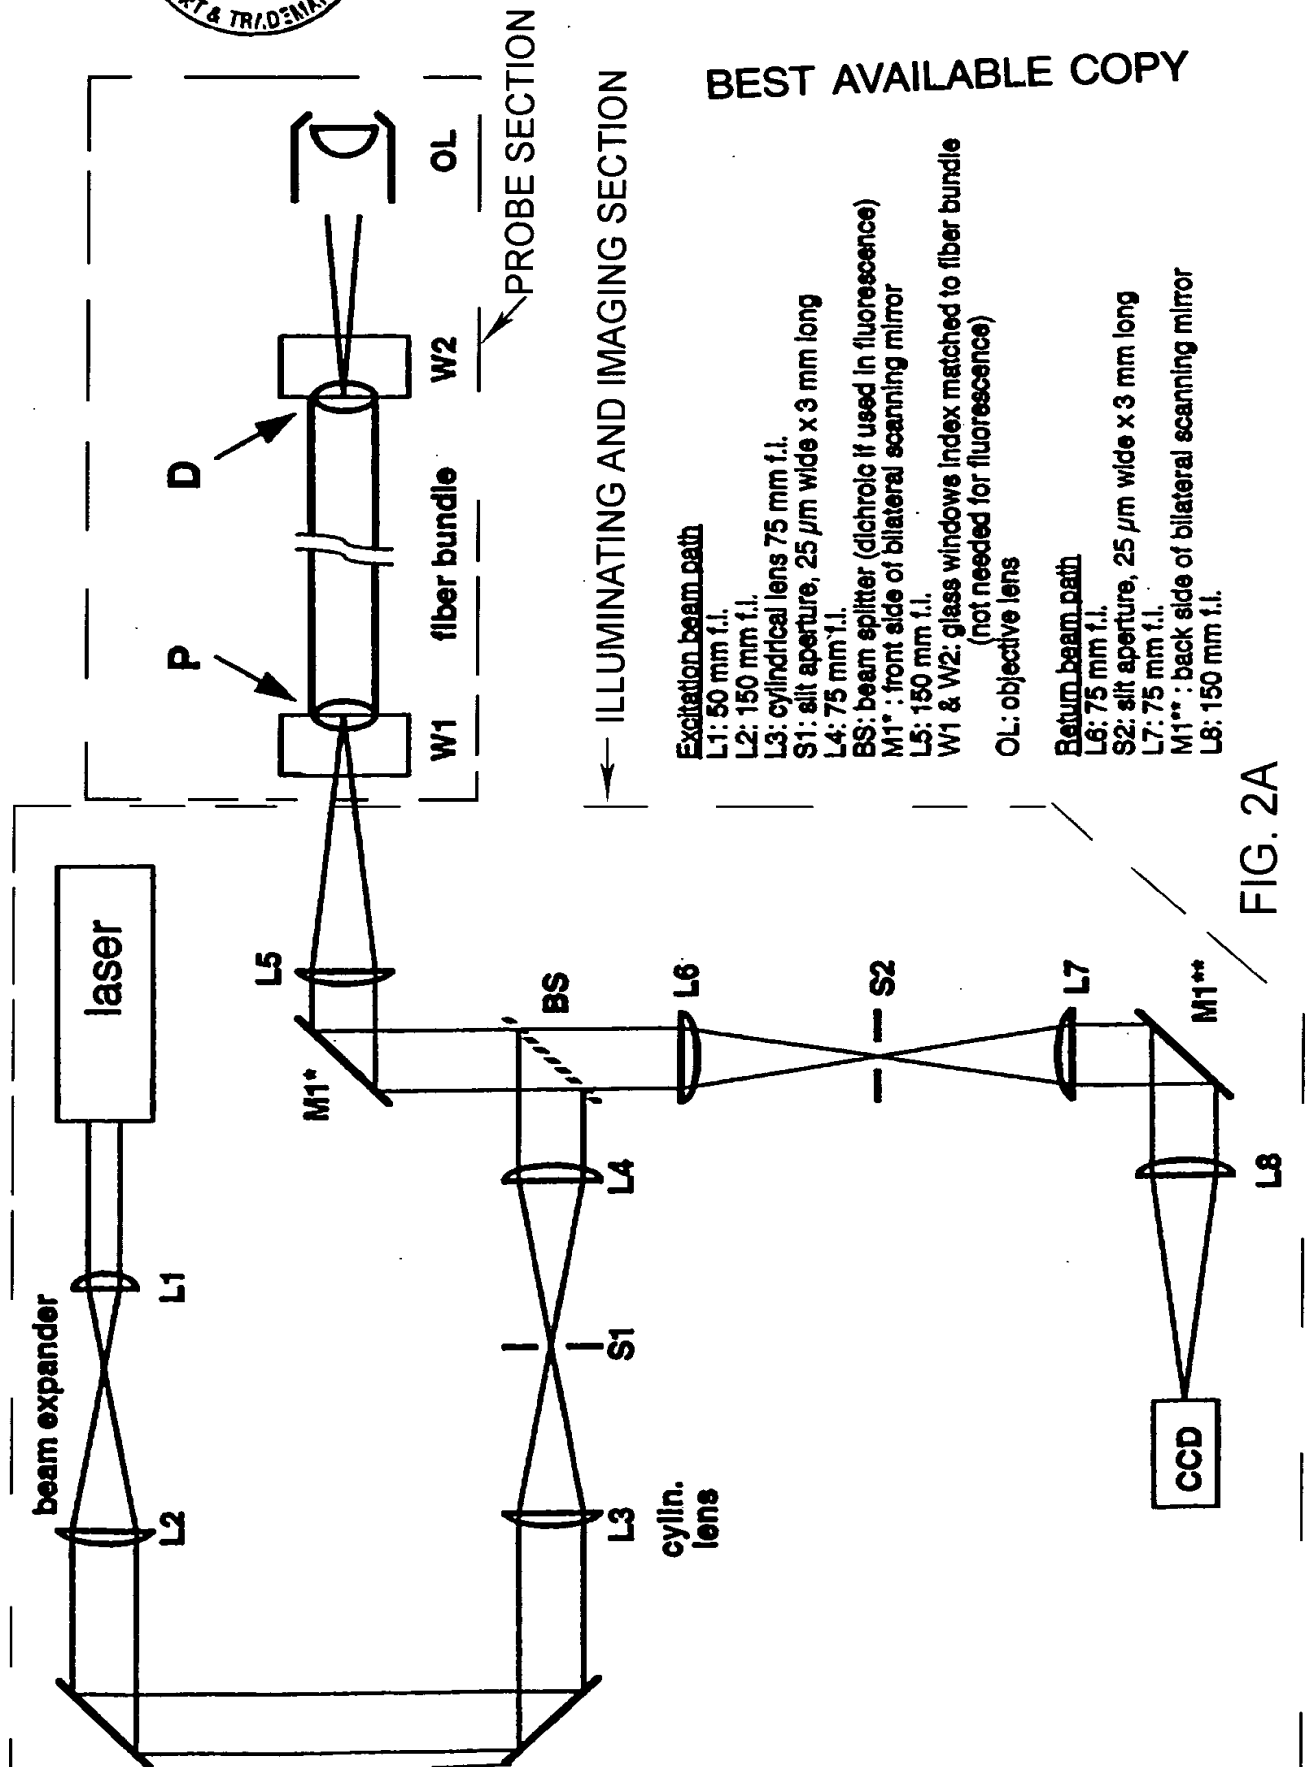 RT & TRADEMAR
BEST AVAILABLE COPY
laser
beam expander
L2
L1
L5
W1
P
fiber bundle
D
W2
OL
PROBE SECTION
ILLUMINATING AND IMAGING SECTION
M1*
BS
L3
cylin.
lens
S1
L4
L6
S2
L7
M1**
L8
CCD
Excitation beam path
L1: 50 mm f.l.
L2: 150 mm f.l.
L3: cylindrical lens 75 mm f.l.
S1: slit aperture, 25 µm wide x 3 mm long
L4: 75 mm f.l.
BS: beam splitter (dichroic if used in fluorescence)
M1* : front side of bilateral scanning mirror
L5: 150 mm f.l.
W1 & W2: glass windows index matched to fiber bundle
(not needed for fluorescence)
OL: objective lens
Return beam path
L6: 75 mm f.l.
S2: slit aperture, 25 µm wide x 3 mm long
L7: 75 mm f.l.
M1** : back side of bilateral scanning mirror
L8: 150 mm f.l.
FIG. 2A